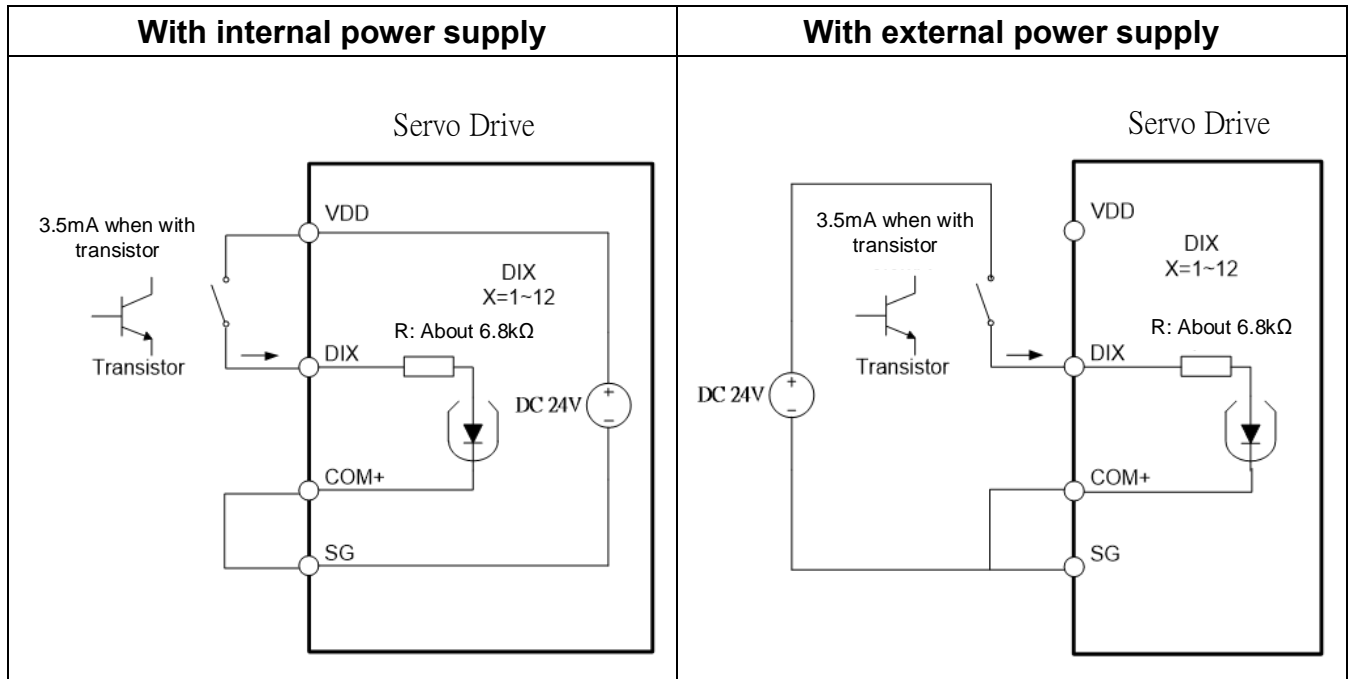 With internal power supply
With external power supply
Servo Drive
VDD
3.5mA when with
transistor
DIX
X=1~12
R: About 6.8kΩ
DIX
Transistor
DC 24V
+
−
COM+
SG
Servo Drive
VDD
3.5mA when with
transistor
DIX
X=1~12
R: About 6.8kΩ
DIX
Transistor
DC 24V
+
−
COM+
SG